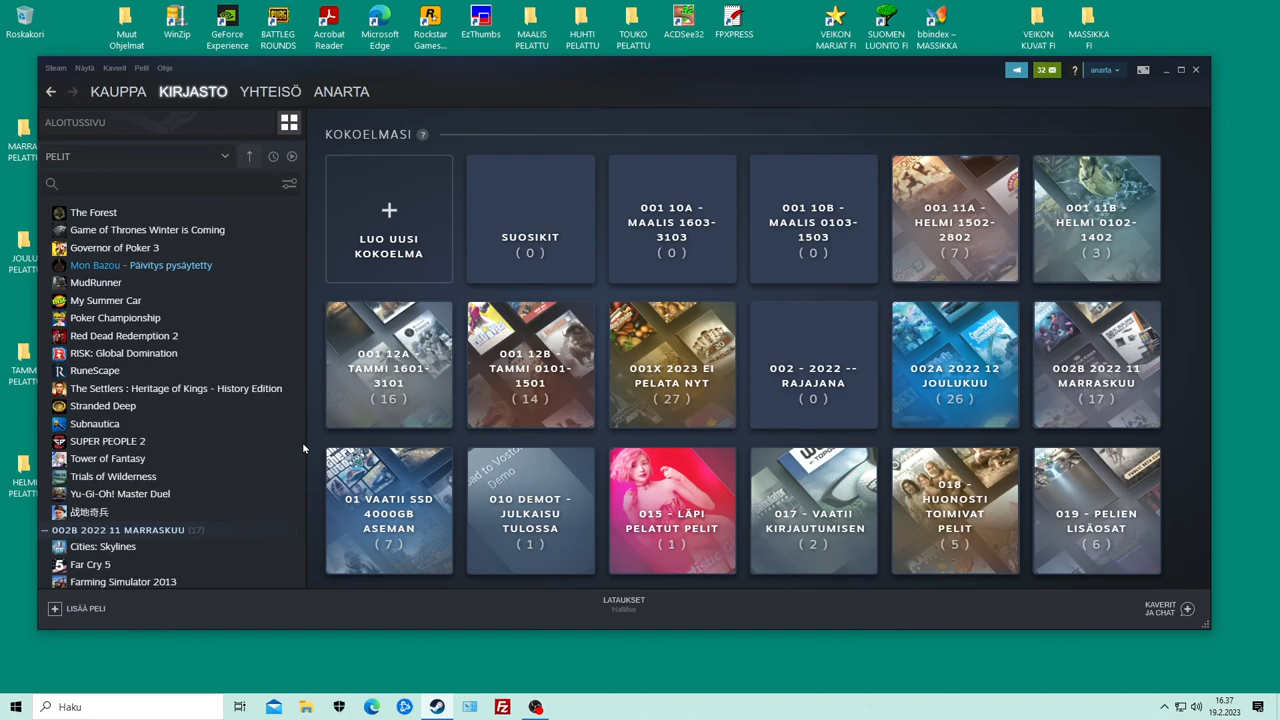 Roskakori
Muut
Ohjelmat
WinZip
GeForce
Experience
BATTLEG
ROUNDS
Acrobat
Reader
Microsoft
Edge
Rockstar
Games...
EzThumbs
MAALIS
PELATTU
HUHTI
PELATTU
TOUKO
PELATTU
ACDSee32
FPXPRESS
VEIKON
MARJAT FI
SUOMEN
LUONTO FI
bbindex –
MASSIKKA
VEIKON
KUVAT FI
MASSIKKA
FI
MARRA
PELATT
JOULU
PELATT
TAMM
PELATT
HELM
PELATT
Steam Näytä Kaverit Pelit Ohje
32
?
anarta
KAUPPA KIRJASTO YHTEISÖ ANARTA
ALOITUSSIVU
PELIT
The Forest
Game of Thrones Winter is Coming
Governor of Poker 3
Mon Bazou - Päivitys pysäytetty
MudRunner
My Summer Car
Poker Championship
Red Dead Redemption 2
RISK: Global Domination
RuneScape
The Settlers : Heritage of Kings - History Edition
Stranded Deep
Subnautica
SUPER PEOPLE 2
Tower of Fantasy
Trials of Wilderness
Yu-Gi-Oh! Master Duel
战地奇兵
002B 2022 11 MARRASKUU (17)
Cities: Skylines
Far Cry 5
Farming Simulator 2013
KOKOELMASI ?
LUO UUSI
KOKOELMA
SUOSIKIT
( 0 )
001 10A -
MAALIS 1603-
3103
( 0 )
001 10B -
MAALIS 0103-
1503
( 0 )
001 11A -
HELMI 1502-
2802
( 7 )
001 11B -
HELMI 0102-
1402
( 3 )
001 12A -
TAMMI 1601-
3101
( 16 )
001 12B -
TAMMI 0101-
1501
( 14 )
001X 2023 EI
PELATA NYT
( 27 )
002 - 2022 --
RAJAJANA
( 0 )
002A 2022 12
JOULUKUU
( 26 )
002B 2022 11
MARRASKUU
( 17 )
01 VAATII SSD
4000GB
ASEMAN
( 7 )
010 DEMOT -
JULKAISU
TULOSSA
( 1 )
015 - LÄPI
PELATUT PELIT
( 1 )
017 - VAATII
KIRJAUTUMISEN
( 2 )
018 -
HUONOSTI
TOIMIVAT
PELIT
( 5 )
019 - PELIEN
LISÄOSAT
( 6 )
LISÄÄ PELI
LATAUKSET
Hallitse
KAVERIT
JA CHAT
Haku
16.37
19.2.2023